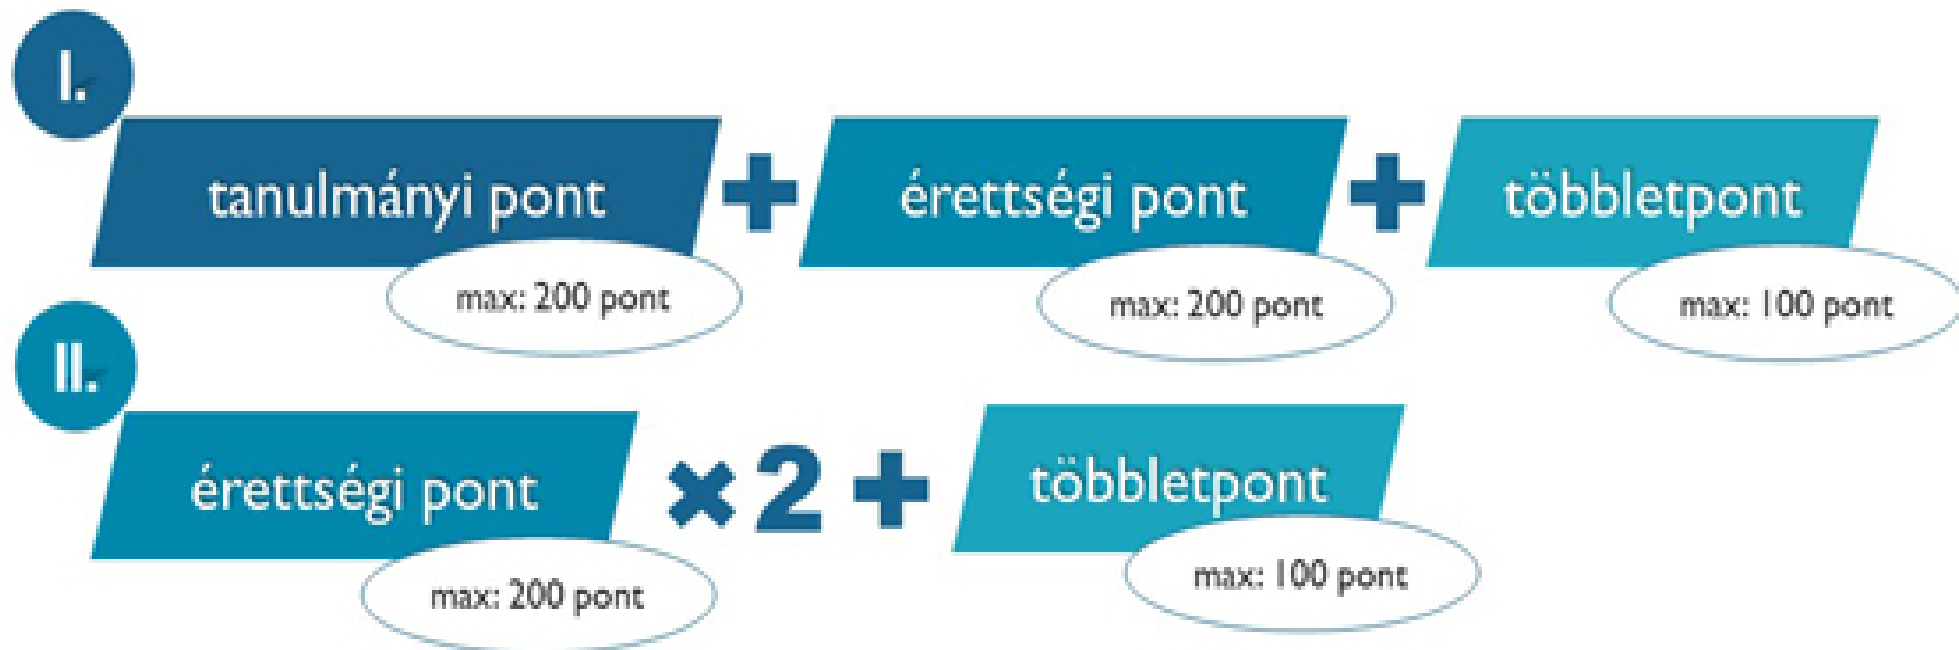 I.
tanulmányi pont + érettségi pont + többletpont
max: 200 pont max: 200 pont max: 100 pont
II.
érettségi pont ×2 + többletpont
max: 200 pont max: 100 pont